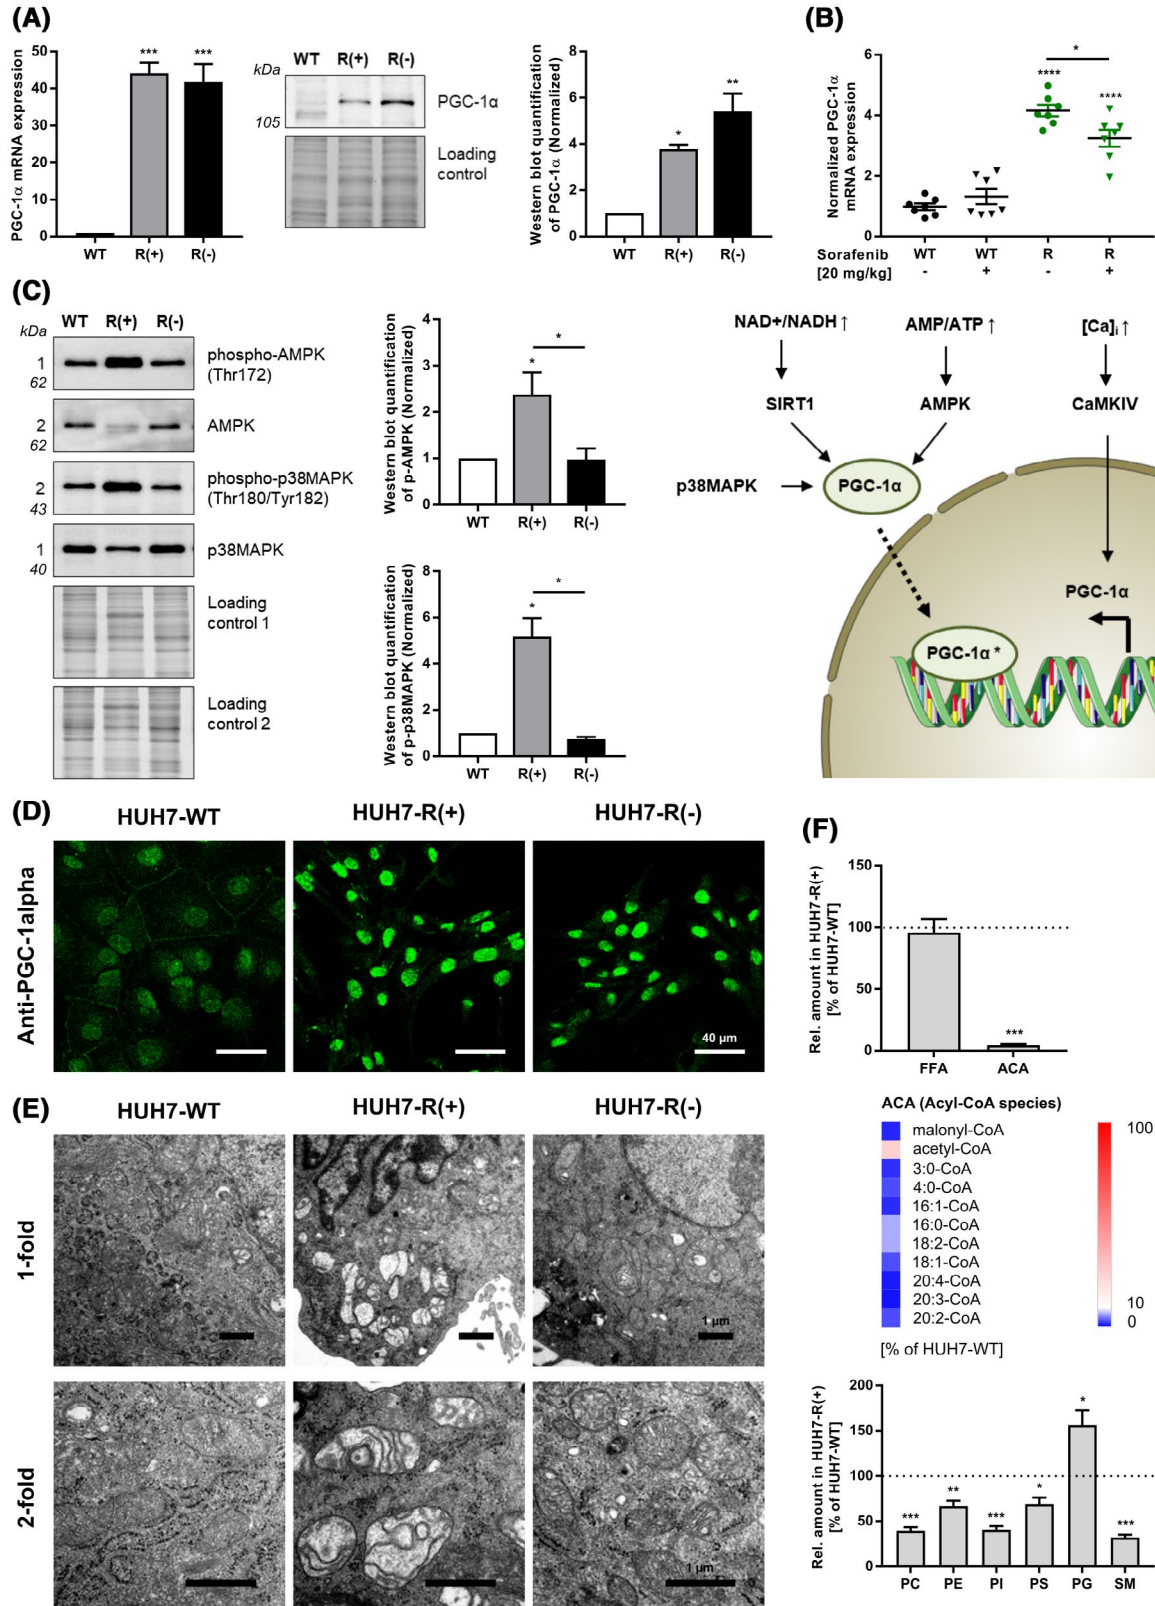 (A)
PGC-1α mRNA expression
50
40
30
20
10
0
***
***
WT
R(+)
R(-)
WT R(+) R(-)
kDa
105
PGC-1α
Loading
control
Western blot quantification
of PGC-1α (Normalized)
8
6
4
2
0
*
**
WT
R(+)
R(-)
(B)
Normalized PGC-1α
mRNA expression
6
4
2
0
*
****
****
Sorafenib WT WT R R
[20 mg/kg] - + - +
(C)
WT R(+) R(-)
kDa
1
62
phospho-AMPK
(Thr172)
2
62
AMPK
2
43
phospho-p38MAPK
(Thr180/Tyr182)
1
40
p38MAPK
Loading
control 1
Loading
control 2
Western blot quantification
of p-AMPK (Normalized)
4
3
2
1
0
*
*
WT
R(+)
R(-)
Western blot quantification
of p-p38MAPK (Normalized)
8
6
4
2
0
*
*
WT
R(+)
R(-)
NAD+/NADH↑ AMP/ATP↑ [Ca]i↑
SIRT1 AMPK CaMKIV
p38MAPK
PGC-1α
PGC-1α
PGC-1α*
(D)
HUH7-WT
HUH7-R(+)
HUH7-R(-)
Anti-PGC-1alpha
40 µm
(E)
HUH7-WT
HUH7-R(+)
HUH7-R(-)
1-fold
1 µm
2-fold
1 µm
(F)
Rel. amount in HUH7-R(+)
[% of HUH7-WT]
150
100
50
0
***
FFA
ACA
ACA (Acyl-CoA species)
malonyl-CoA
acetyl-CoA
3:0-CoA
4:0-CoA
16:1-CoA
16:0-CoA
18:2-CoA
18:1-CoA
20:4-CoA
20:3-CoA
20:2-CoA
100
10
0
[% of HUH7-WT]
Rel. amount in HUH7-R(+)
[% of HUH7-WT]
200
150
100
50
0
***
**
***
*
*
***
PC PE PI PS PG SM